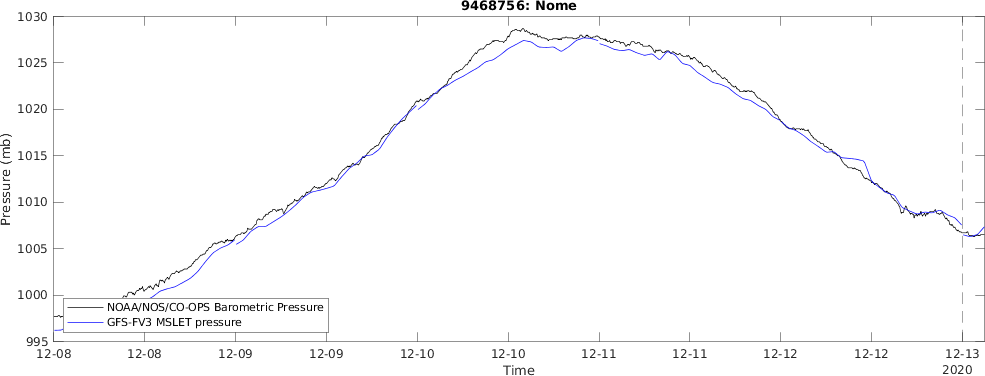 9468756: Nome
1030
1025
1020
1015
1010
1005
1000
995
Pressure (mb)
NOAA/NOS/CO-OPS Barometric Pressure
GFS-FV3 MSLET pressure
12-08 12-08 12-09 12-09 12-10 12-10 12-11 12-11 12-12 12-12 12-13
Time 2020